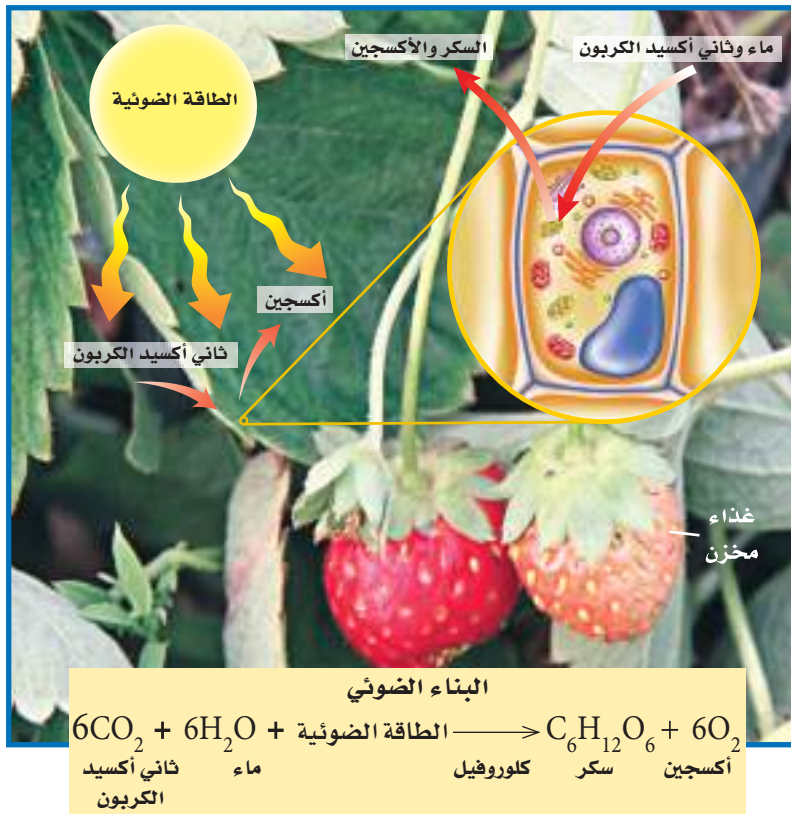 السكر والأكسجين
ماء وثاني أكسيد الكربون
الطاقة الضوئية
أكسجين
ثاني أكسيد الكربون
غذاء
مخزن
البناء الضوئي
6CO₂ + 6H₂O + الطاقة الضوئية ⟶ C₆H₁₂O₆ + 6O₂
ثاني أكسيد ماء كلوروفيل سكر أكسجين
الكربون